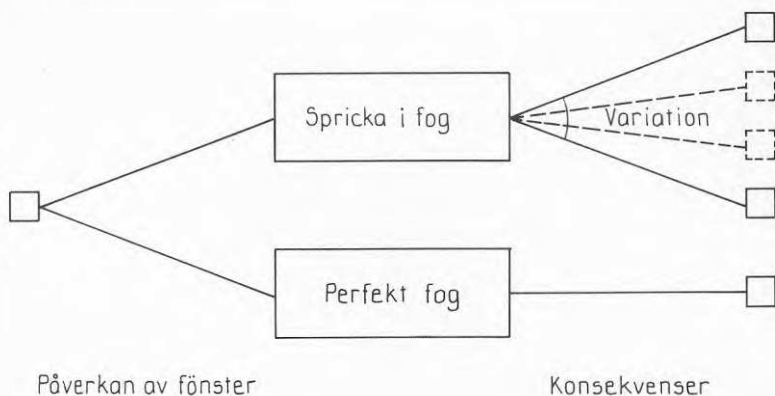 Spricka i fog
Variation
Perfekt fog
Påverkan av fönster
Konsekvenser